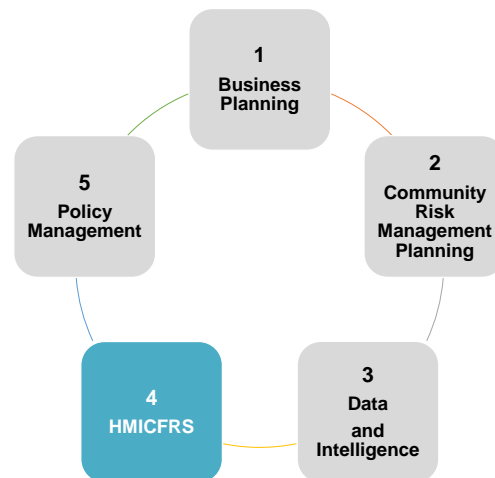 1
Business
Planning
2
Community
Risk
Management
Planning
3
Data
and
Intelligence
4
HMICFRS
5
Policy
Management